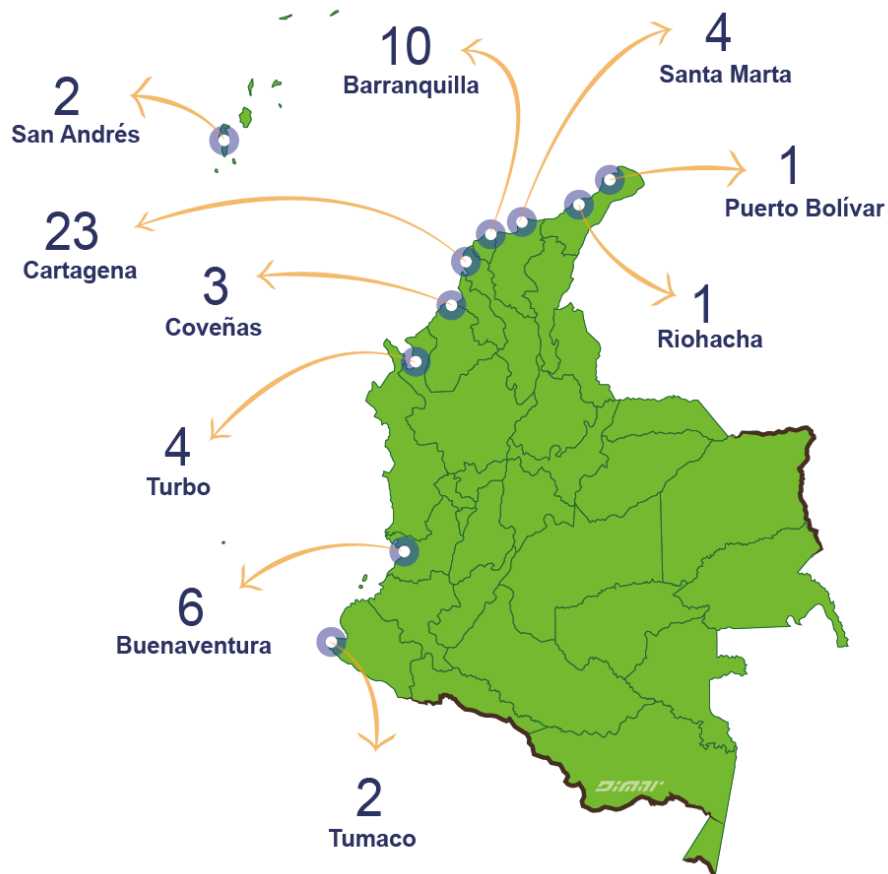 10
Barranquilla
4
Santa Marta
2
San Andrés
1
Puerto Bolívar
23
Cartagena
3
Coveñas
1
Riohacha
4
Turbo
6
Buenaventura
2
Tumaco
Dimar